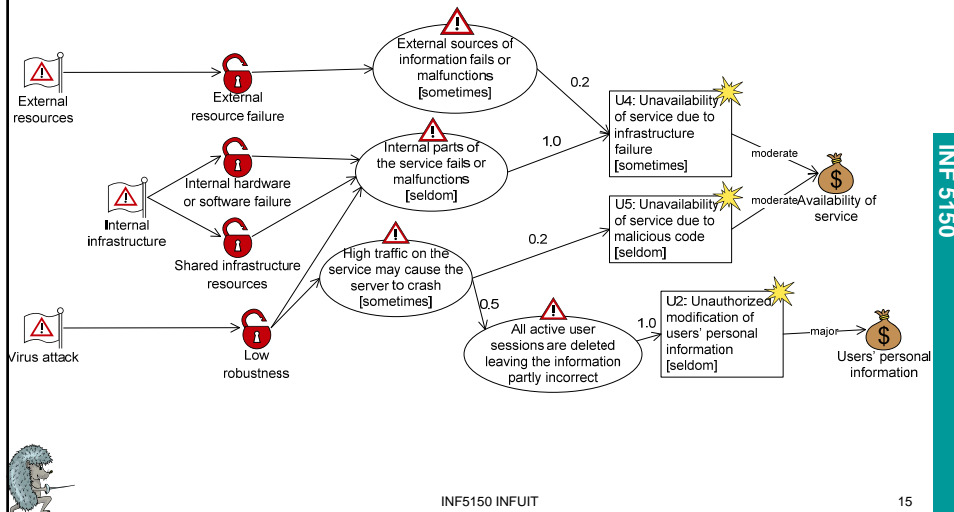 External sources of
information fails or
malfunctions
[sometimes]
External
resources
External
resource failure
0.2
U4: Unavailability
of service due to
infrastructure
failure
[sometimes]
Internal parts of
the service fails or
malfunctions
[seldom]
1.0
moderate
Internal hardware
or software failure
Internal
infrastructure
Shared infrastructure
resources
U5: Unavailability
of service due to
malicious code
[seldom]
moderate
Availability of
service
High traffic on the
service may cause the
server to crash
[sometimes]
0.2
0.5
Virus attack
Low
robustness
All active user
sessions are deleted
leaving the information
partly incorrect
1.0
U2: Unauthorized
modification of
users' personal
information
[seldom]
major
Users' personal
information
INF 5150
INF5150 INFUIT
15